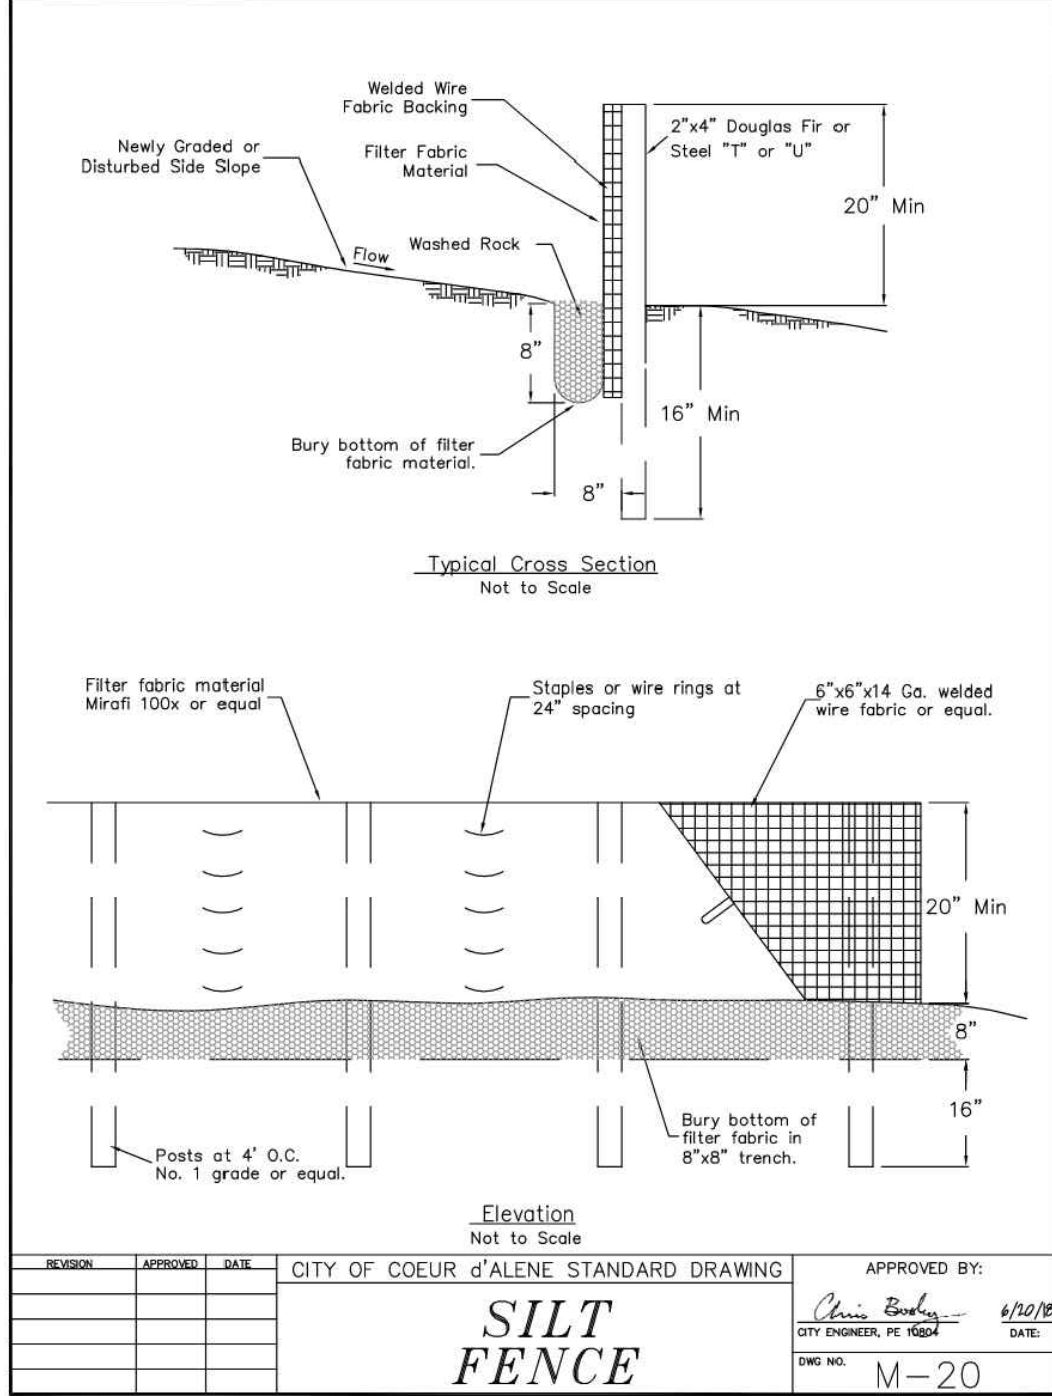 Welded Wire
Fabric Backing
2"x4" Douglas Fir or
Steel "T" or "U"
Newly Graded or
Disturbed Side Slope
Filter Fabric
Material
20" Min
Washed Rock
Flow
8"
16" Min
Bury bottom of filter
fabric material.
8"
Typical Cross Section
Not to Scale
Filter fabric material
Mirafi 100x or equal
Staples or wire rings at
24" spacing
6"x6"x14 Ga. welded
wire fabric or equal.
20" Min
8"
16"
Bury bottom of
filter fabric in
8"x8" trench.
Posts at 4' O.C.
No. 1 grade or equal.
Elevation
Not to Scale
REVISION APPROVED DATE
CITY OF COEUR d'ALENE STANDARD DRAWING
SILT
FENCE
APPROVED BY:
Chris 6/20/18
CITY ENGINEER, PE 10804 DATE:
DWG NO. M-20